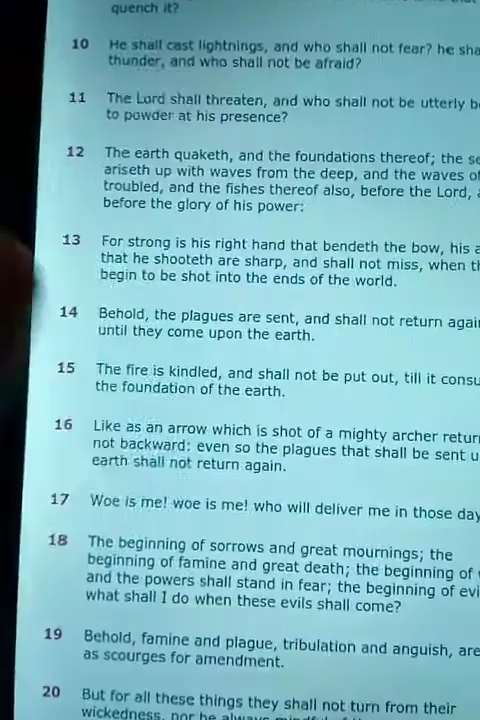 quench it?
10 He shall cast lightnings, and who shall not fear? he
thunder, and who shall not be afraid?
11 The Lord shall threaten, and who shall not be utterly
to powder at his presence?
12 The earth quaketh, and the foundations thereof; the
ariseth up with waves from the deep, and the waves
troubled, and the fishes thereof also, before the Lord,
before the glory of his power:
13 For strong is his right hand that bendeth the bow, his
that he shooteth are sharp, and shall not miss, when
begin to be shot into the ends of the world.
14 Behold, the plagues are sent, and shall not return
until they come upon the earth.
15 The fire is kindled, and shall not be put out, till it
the foundation of the earth.
16 Like as an arrow which is shot of a mighty archer
not backward: even so the plagues that shall be sent
earth shall not return again.
17 Woe is me! woe is me! who will deliver me in those
18 The beginning of sorrows and great mournings; the
beginning of famine and great death; the beginning of
and the powers shall stand in fear; the beginning of
what shall I do when these evils shall come?
19 Behold, famine and plague, tribulation and anguish, are
as scourges for amendment.
20 But for all these things they shall not turn from their
wickedness, nor be